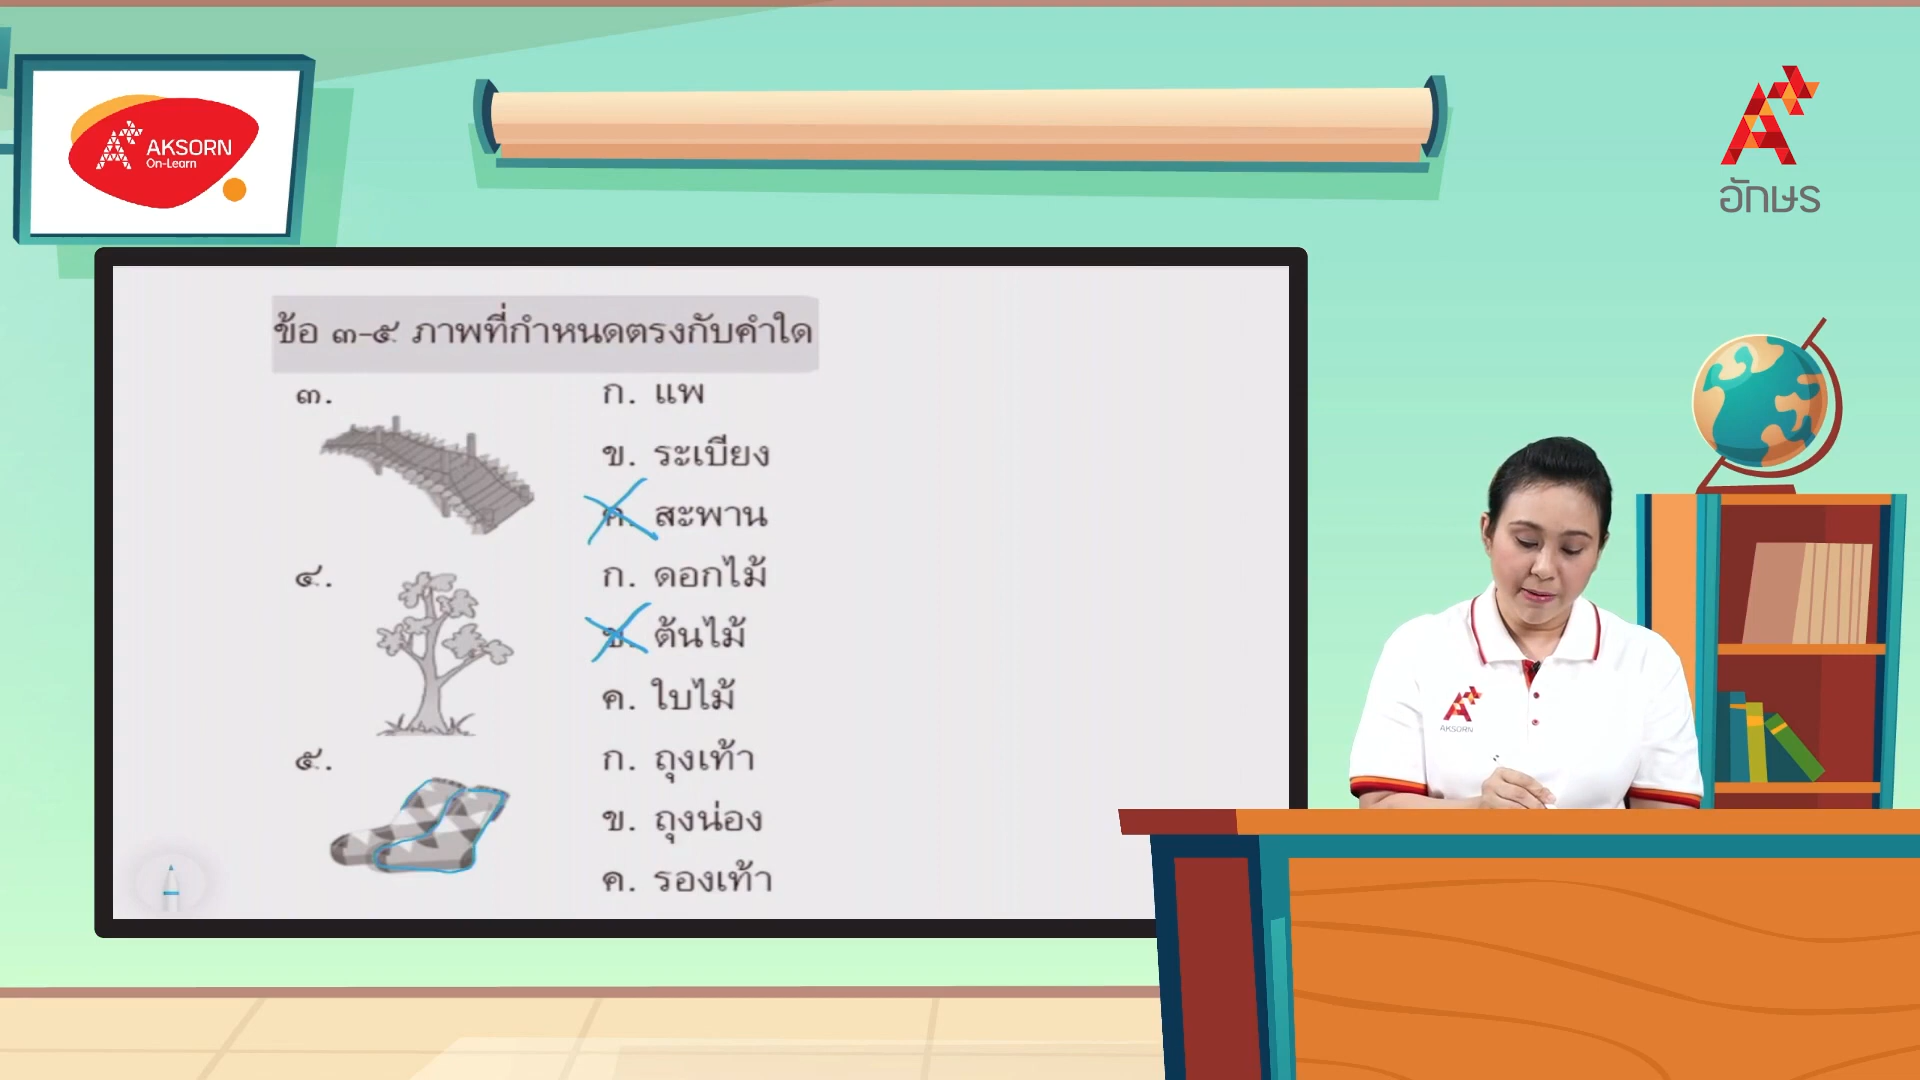 AKSORN
On-Learn
อักษร
ข้อ ๓-๕ ภาพที่กำหนดตรงกับคำใด
๓.
ก. แพ
ข. ระเบียง
ค. สะพาน
๔.
ก. ดอกไม้
ข. ต้นไม้
ค. ใบไม้
๕.
ก. ถุงเท้า
ข. ถุงน่อง
ค. รองเท้า
AKSORN